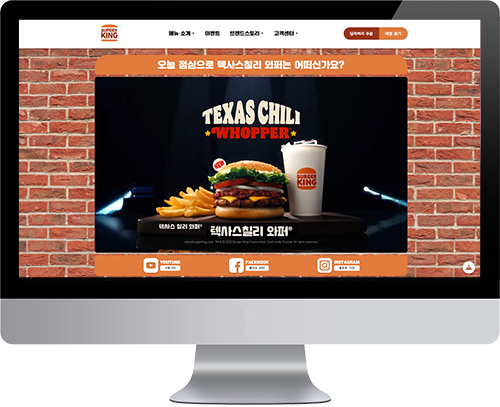 BURGER
KING
메뉴 소개
이벤트
브랜드스토리
고객센터
딜리버리 주문
매장 찾기
오늘 점심으로 텍사스칠리 와퍼는 어떠신가요?
TEXAS CHILI
WHOPPER
BURGER
KING
텍사스 칠리 와퍼®
텍사스칠리 와퍼®
YOUTUBE
FACEBOOK
INSTAGRAM